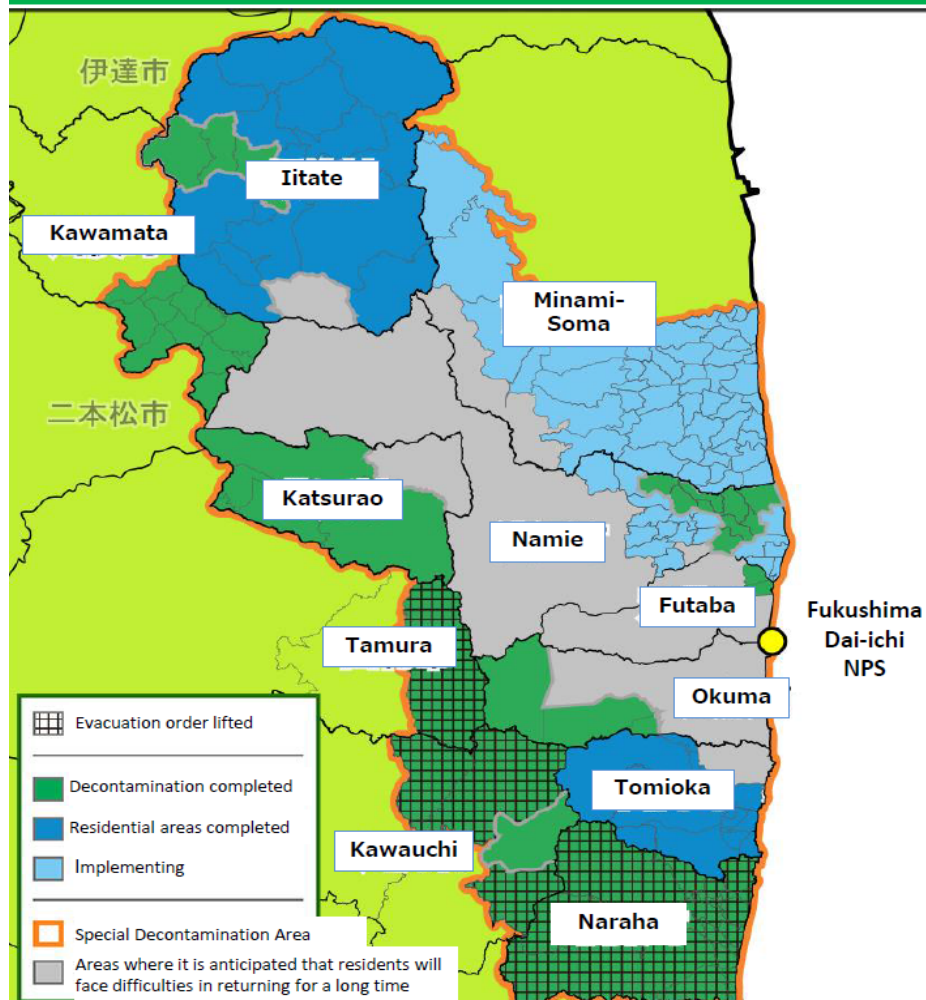 伊達市
Iitate
Kawamata
Minami-
Soma
二本松市
Katsurao
Namie
Futaba
Fukushima
Dai-ichi
NPS
Tamura
Okuma
Evacuation order lifted
Decontamination completed
Tomioka
Residential areas completed
Kawauchi
Implementing
Naraha
Special Decontamination Area
Areas where it is anticipated that residents will
face difficulties in returning for a long time